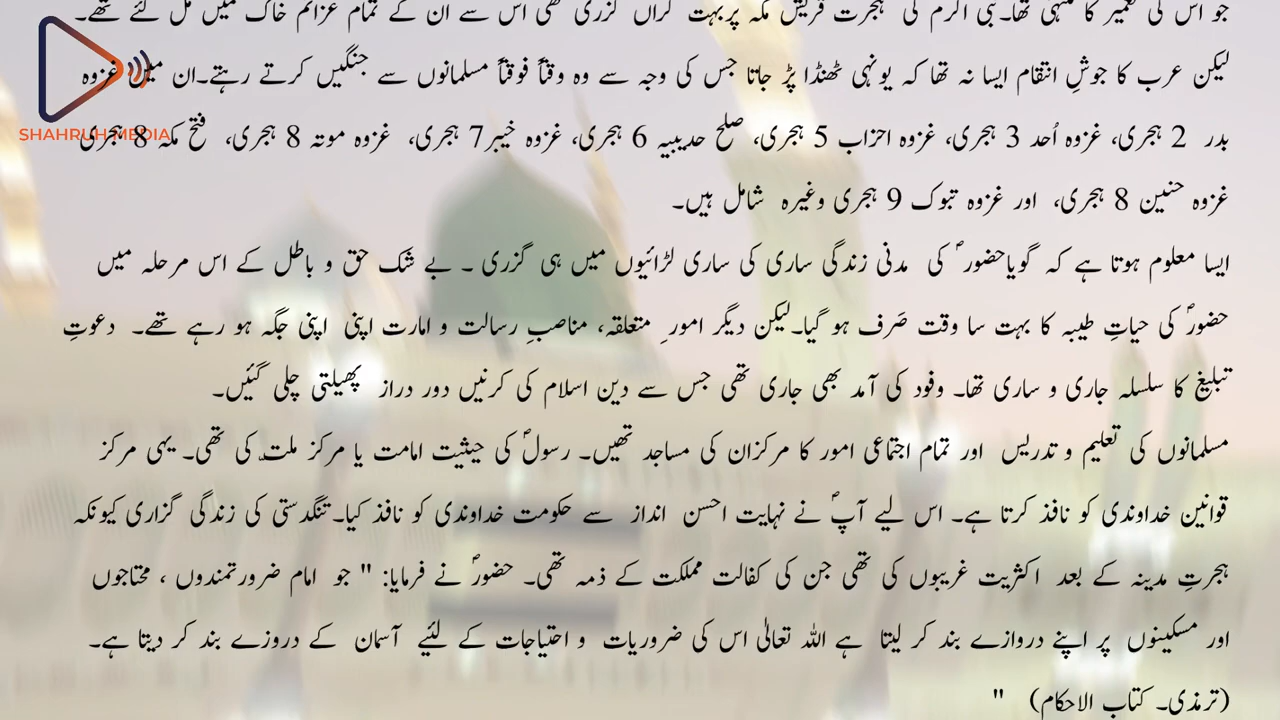 جو اس کی تعمیر کا منتہیٰ تھا۔نبی اکرم کی ہجرت قریش مکہ پربہت گراں گزری تھی اس سے ان کے تمام عزائم خاک میں مل گئے تھے۔
لیکن عرب کا جوشِ انتقام ایسا نہ تھا کہ یونہی ٹھنڈا پڑ جاتا جس کی وجہ سے وہ وقتاً فوقتاً مسلمانوں سے جنگیں کرتے رہتے۔ان میں غزوہ
SHAHRUH MEDIA
بدر 2 ہجری، غزوہ اُحد 3 ہجری، غزوہ احزاب 5 ہجری، صلح حدیبیہ 6 ہجری، غزوہ خیبر7 ہجری، غزوہ موتہ 8 ہجری، فتح مکہ 8 ہجری
غزوہ حنین 8 ہجری، اور غزوہ تبوک 9 ہجری وغیرہ شامل ہیں۔
ایسا معلوم ہوتا ہے کہ گویاحضورؐ کی مدنی زندگی ساری کی ساری لڑائیوں میں ہی گزری ۔ بے شک حق و باطل کے اس مرحلہ میں
حضورؐ کی حیاتِ طیبہ کا بہت سا وقت صَرف ہو گیا۔لیکن دیگر امورِ متعلقہ، مناصبِ رسالت و امارت اپنی اپنی جگہ ہو رہے تھے۔ دعوتِ
تبلیغ کا سلسلہ جاری و ساری تھا۔ وفود کی آمد بھی جاری تھی جس سے دین اسلام کی کرنیں دور دراز پھیلتی چلی گئیں۔
مسلمانوں کی تعلیم و تدریس اور تمام اجتماعی امور کا مرکزان کی مساجد تھیں۔ رسولؐ کی حیثیت امامت یا مرکز ملت کی تھی۔ یہی مرکز
قوانین خداوندی کو نافذ کرتا ہے۔ اس لیے آپؐ نے نہایت احسن انداز سے حکومت خداوندی کو نافذ کیا۔تنگدستی کی زندگی گزاری کیونکہ
ہجرتِ مدینہ کے بعد اکثریت غریبوں کی تھی جن کی کفالت مملکت کے ذمہ تھی۔ حضورؐ نے فرمایا: " جو امام ضرورتمندوں ، محتاجوں
اور مسکینوں پر اپنے دروازے بند کر لیتا ہے اللہ تعالیٰ اس کی ضروریات و احتیاجات کے لئیے آسمان کے دروزے بند کر دیتا ہے۔
(ترمذی۔ کتاب الاحکام) "